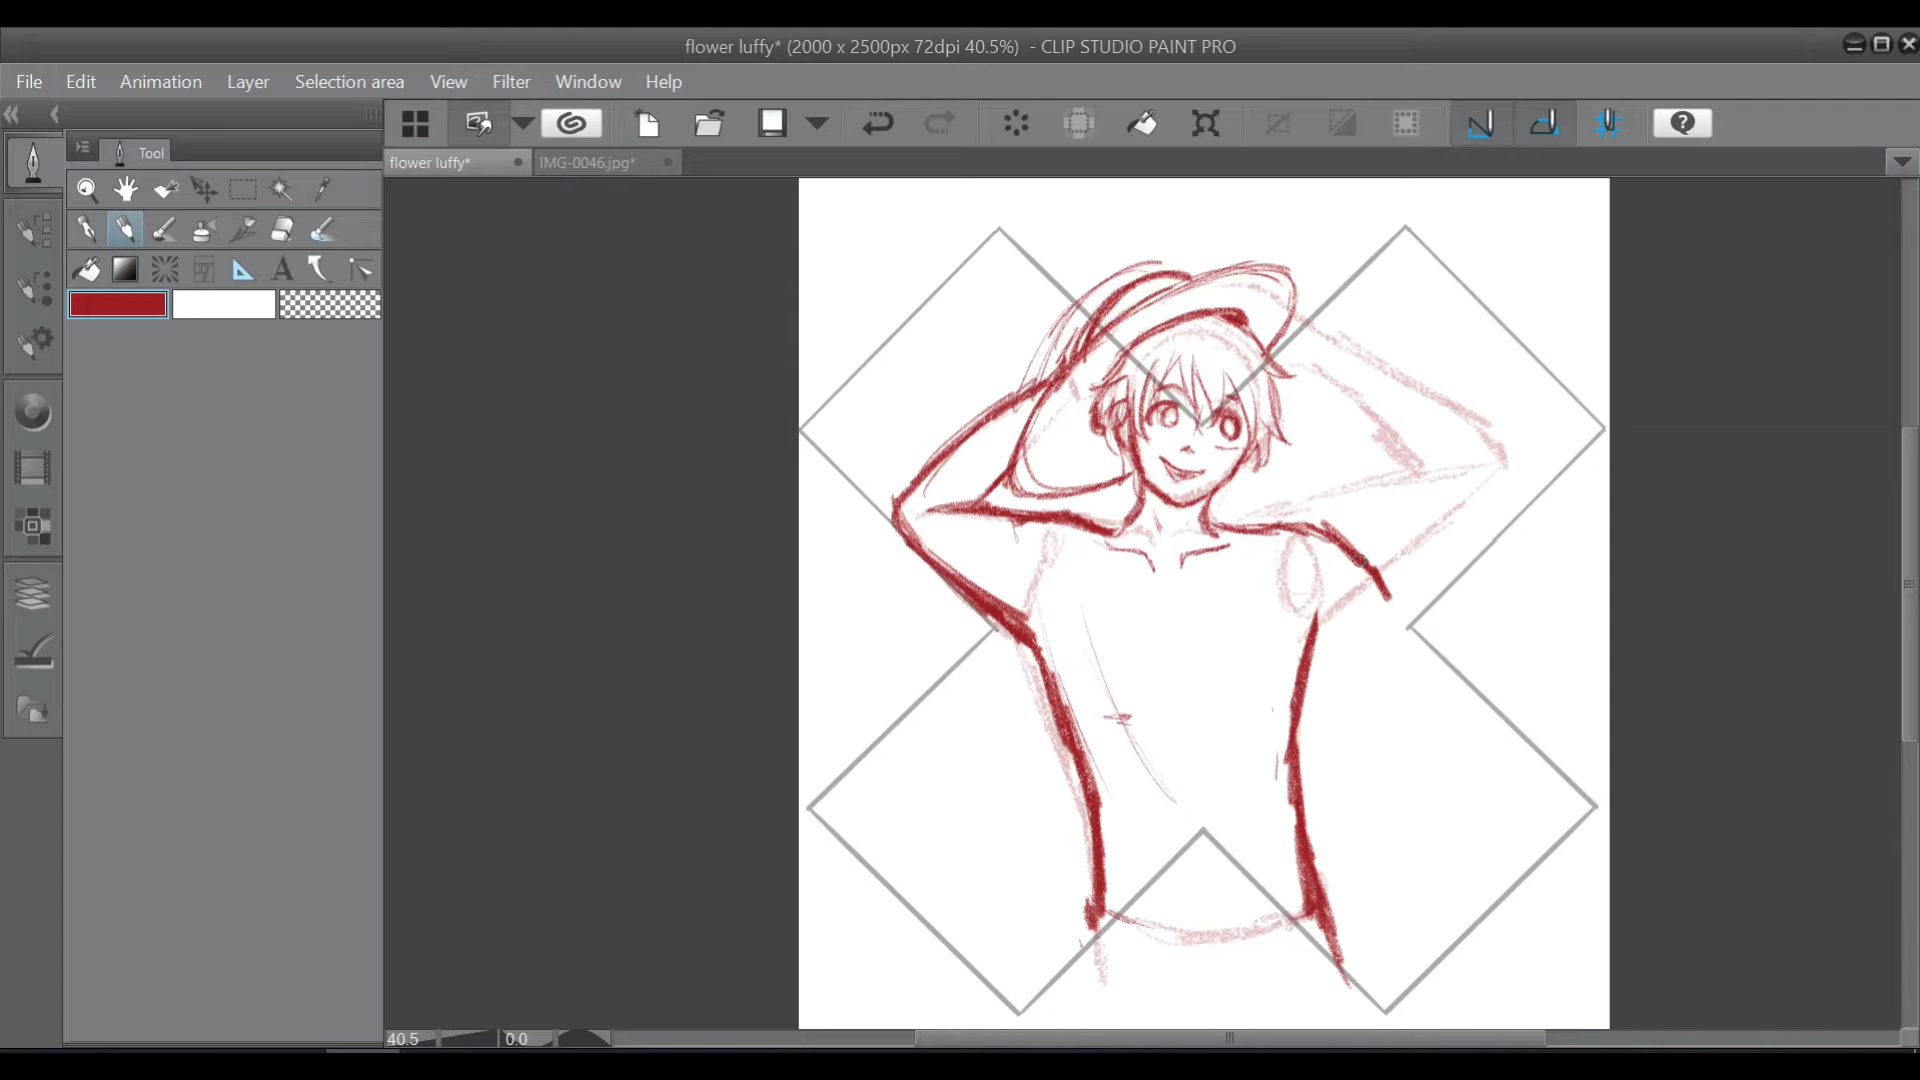 flower luffy* (2000 x 2500px 72dpi 40.5%) - CLIP STUDIO PAINT PRO
File Edit Animation Layer Selection area View Filter Window Help
Tool
flower luffy* IMG-0046.jpg*
40.5 0.0